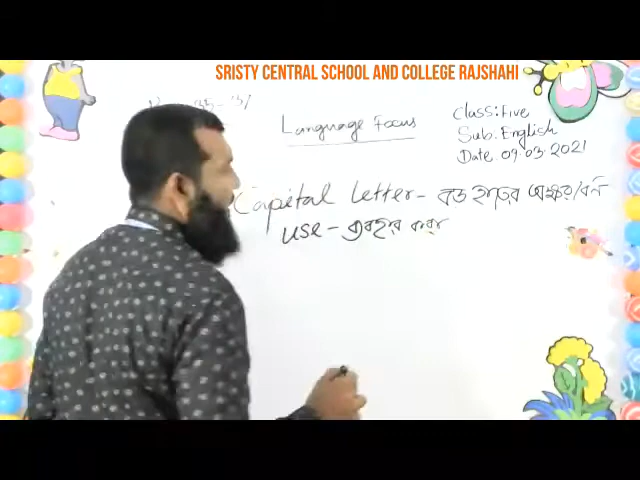 SRISTY CENTRAL SCHOOL AND COLLEGE RAJSHAHI
Language Focus
Class: Five
Sub: English
Date. 09.03.2021
Capital Letter - বড় হাতের অক্ষর/বর্ণ
use - ব্যবহার করা